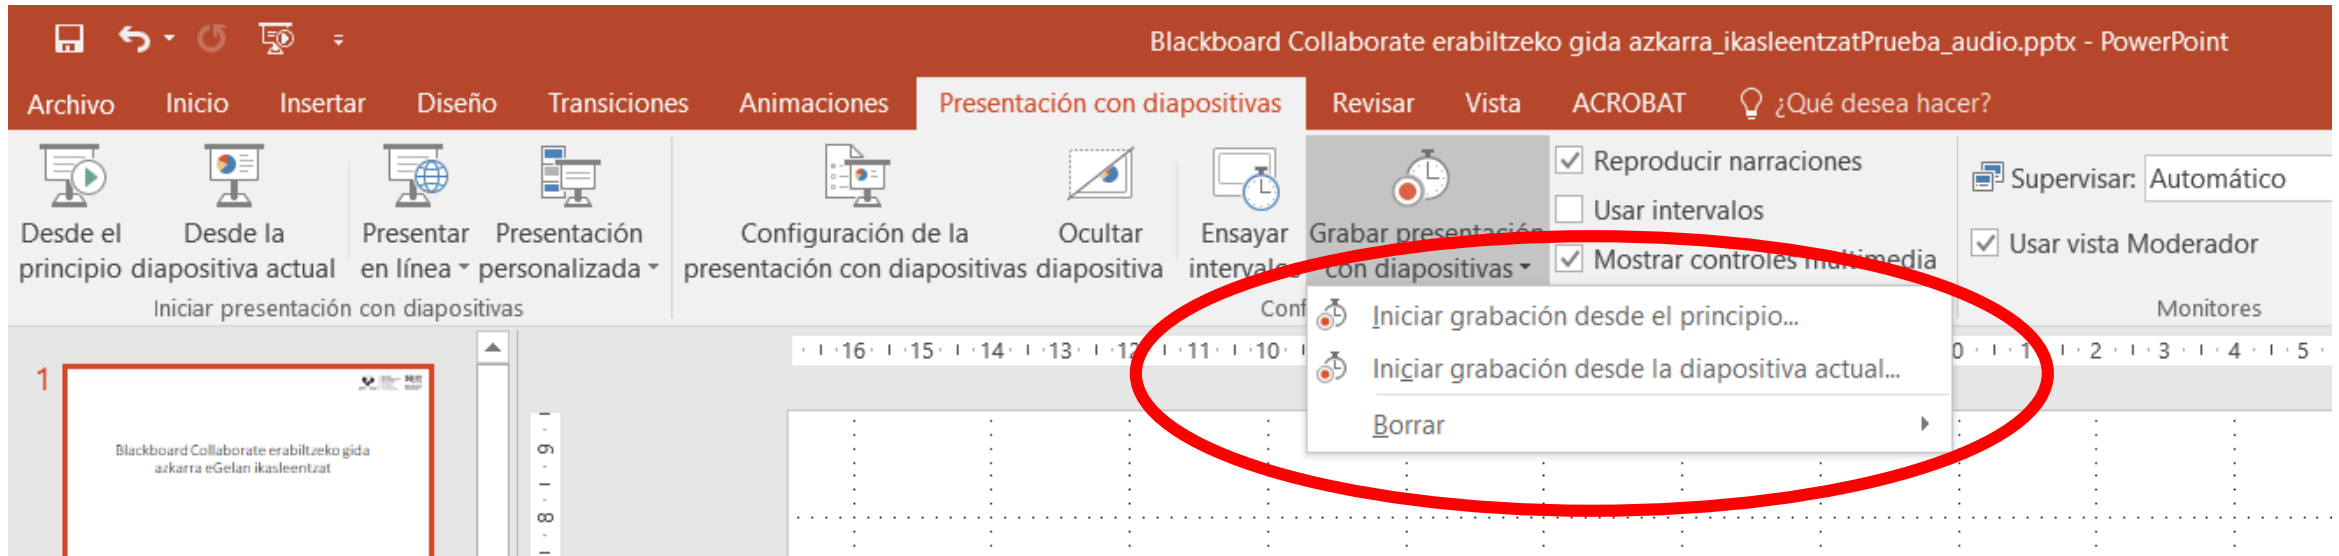 Blackboard Collaborate erabiltzeko gida azkarra_ikasleentzatPrueba_audio.pptx - PowerPoint
Archivo Inicio Insertar Diseño Transiciones Animaciones Presentación con diapositivas Revisar Vista ACROBAT ¿Qué desea hacer?
Desde el principio
Desde la diapositiva actual
Presentar en línea
Presentación personalizada
Iniciar presentación con diapositivas
Configuración de la presentación con diapositivas
Ocultar diapositiva
Ensayar intervalos
Grabar presentación con diapositivas
Reproducir narraciones
Usar intervalos
Mostrar controles multimedia
Conf
Supervisar: Automático
Usar vista Moderador
Monitores
Iniciar grabación desde el principio...
Iniciar grabación desde la diapositiva actual...
Borrar
16 15 14 13 12 11 10 0 1 2 3 4 5
1
Blackboard Collaborate erabiltzeko gida
azkarra eGelan ikasleentzat
9
8